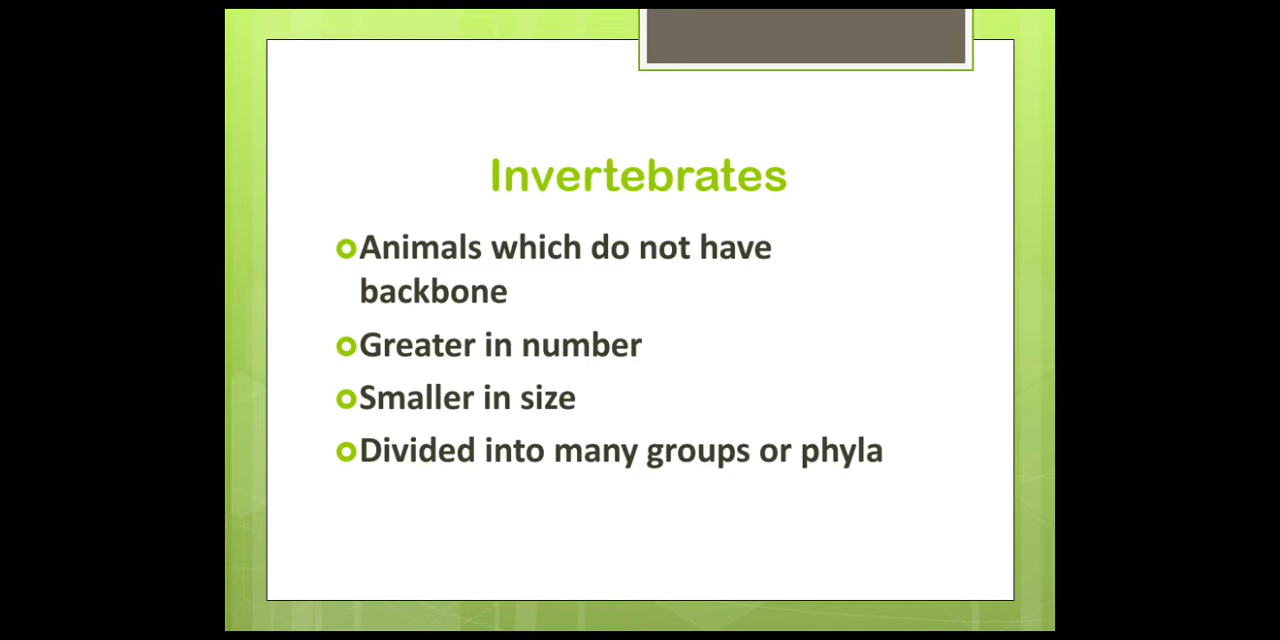 Invertebrates
Animals which do not have
backbone
Greater in number
Smaller in size
Divided into many groups or phyla